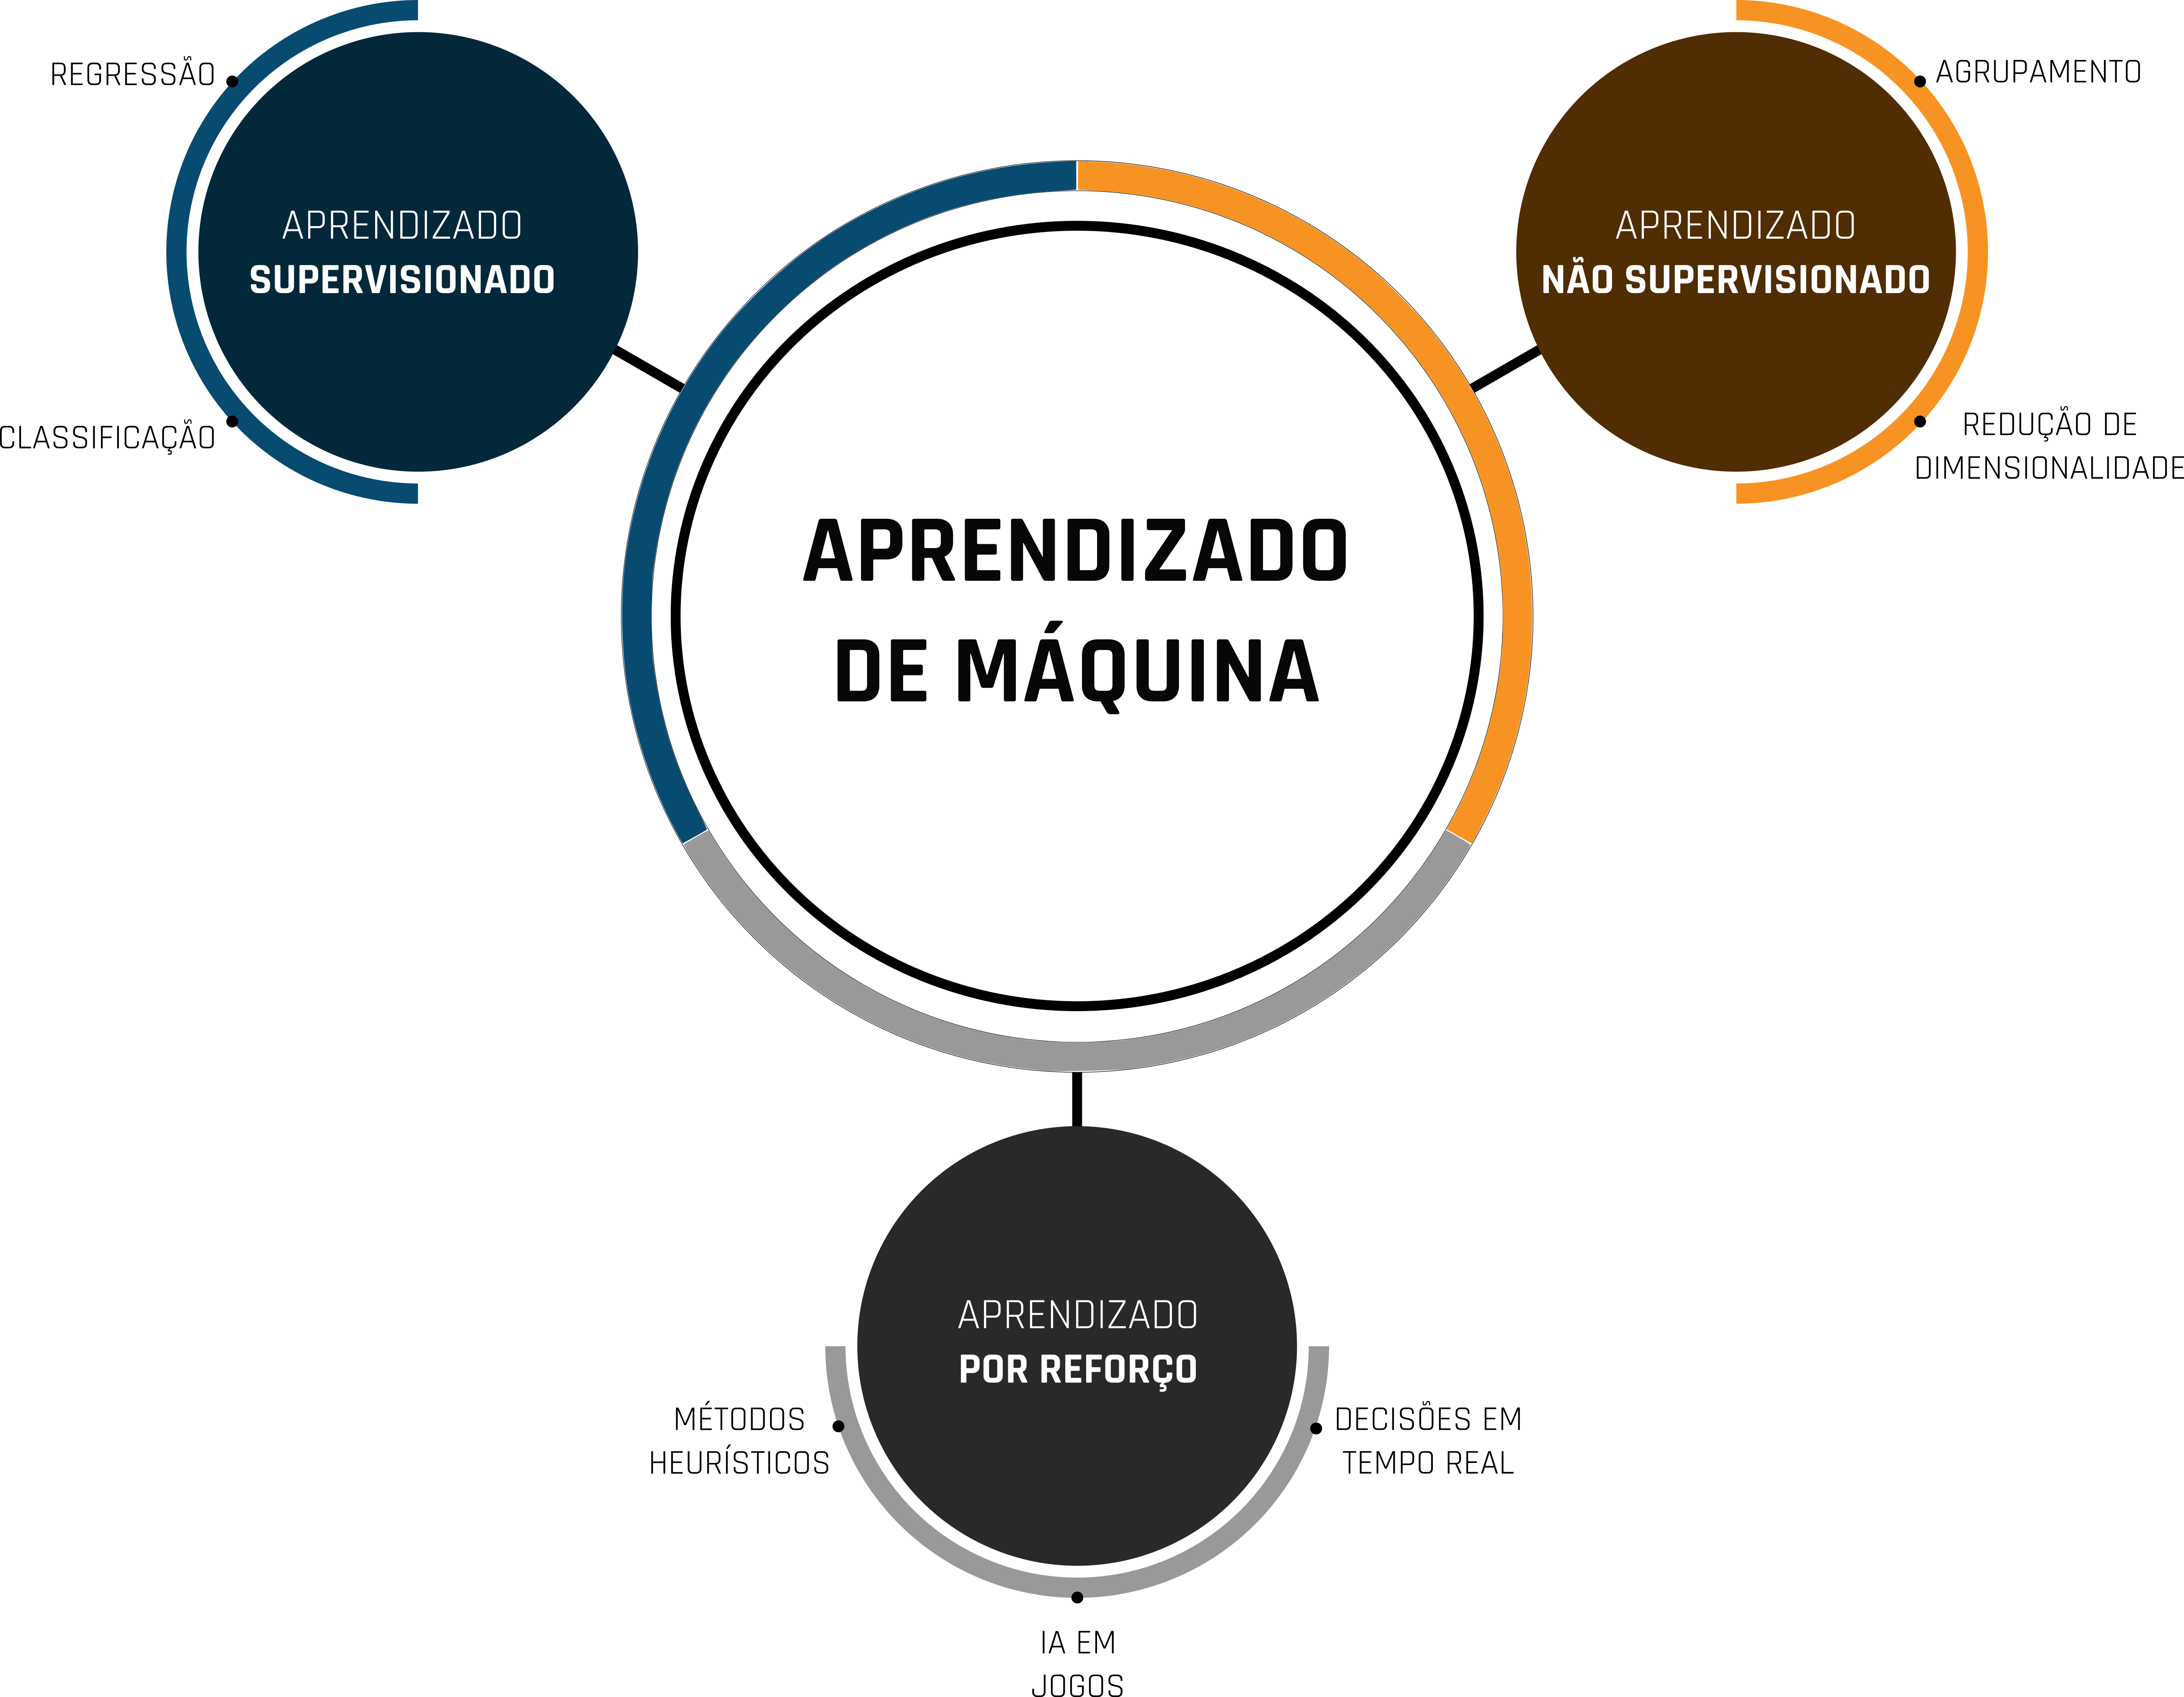 REGRESSÃO
APRENDIZADO
SUPERVISIONADO
CLASSIFICAÇÃO
AGRUPAMENTO
APRENDIZADO
NÃO SUPERVISIONADO
REDUÇÃO DE
DIMENSIONALIDADE
APRENDIZADO
DE MÁQUINA
APRENDIZADO
POR REFORÇO
MÉTODOS
HEURÍSTICOS
DECISÕES EM
TEMPO REAL
IA EM
JOGOS